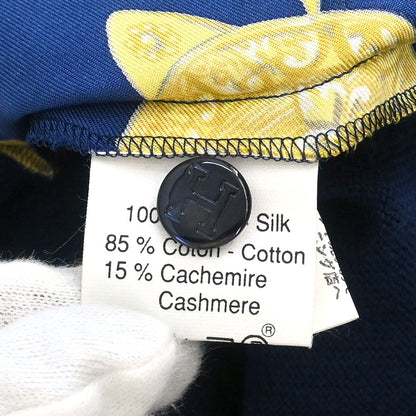 H
100 - Silk
85 % Coton - Cotton
15 % Cachemire
Cashmere
®